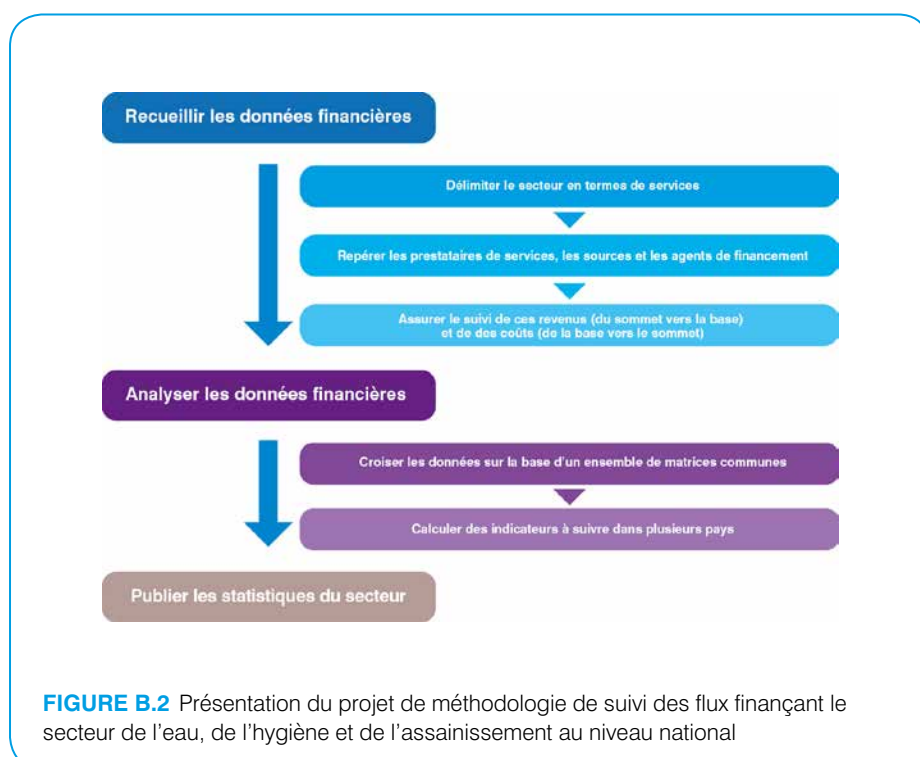 Recueillir les données financières
Délimiter le secteur en termes de services
Repérer les prestataires de services, les sources et les agents de financement
Assurer le suivi de ces revenus (du sommet vers la base)
et de des coûts (de la base vers le sommet)
Analyser les données financières
Croiser les données sur la base d'un ensemble de matrices communes
Calculer des indicateurs à suivre dans plusieurs pays
Publier les statistiques du secteur
FIGURE B.2 Présentation du projet de méthodologie de suivi des flux finançant le
secteur de l'eau, de l'hygiène et de l'assainissement au niveau national